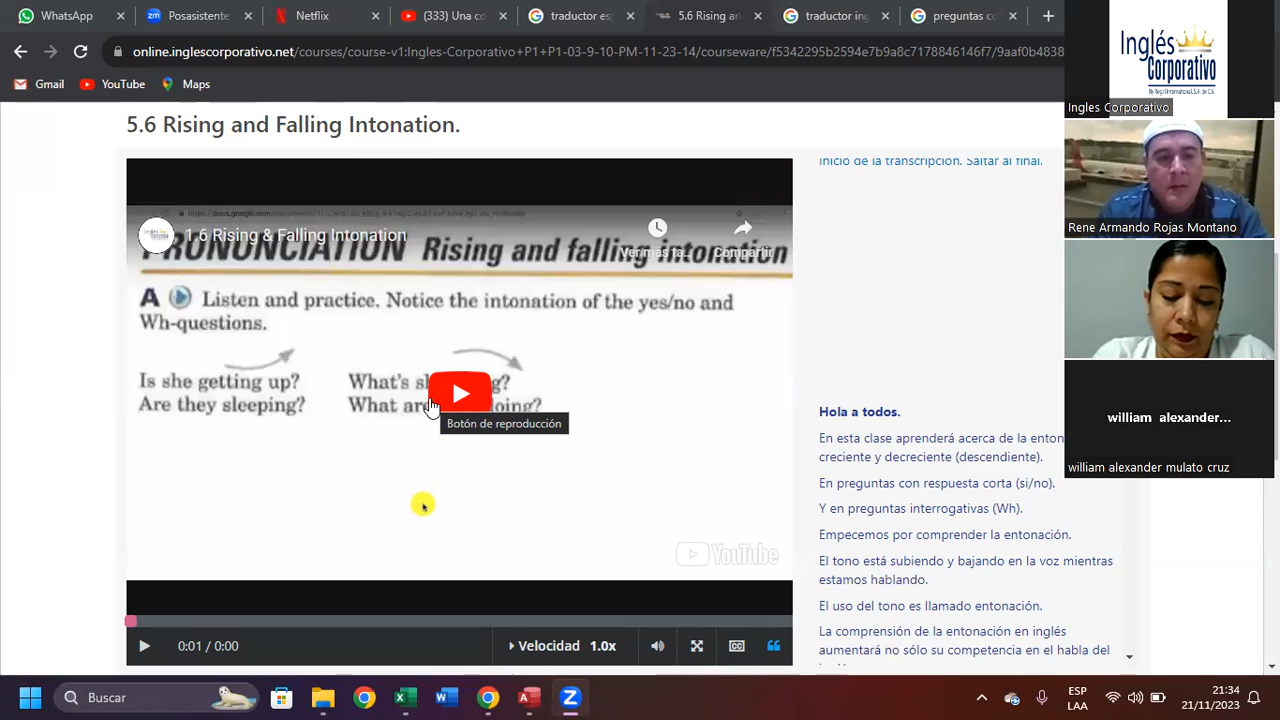 WhatsApp
Posasistente
Netflix
(333) Una co
traductor es
5.6 Rising an
traductor ing
preguntas co
online.inglescorporativo.net/courses/course-v1:Ingles-Con
P1+P1-03-9-10-PM-11-23-14/courseware/f5342295b2594e7b9a8c7178846146f7/9aaf0b4838
Gmail
YouTube
Maps
Inglés
Corporativo
Ingles Corporativo
5.6 Rising and Falling Intonation.
Inicio de la transcripción. Saltar al final.
1.6 Rising & Falling Intonation
PRONUNCIATION Rising and falling intonation
Ver más ta...
Compartir
A Listen and practice. Notice the intonation of the yes/no and
Wh-questions.
Is she getting up?
What's
Are they sleeping?
What
Botón de reproducción
YouTube
0:01 / 0:00
Velocidad 1.0x
Hola a todos.
En esta clase aprenderá acerca de la enton
creciente y decreciente (descendiente).
En preguntas con respuesta corta (si/no).
Y en preguntas interrogativas (Wh).
Empecemos por comprender la entonación.
El tono está subiendo y bajando en la voz mientras
estamos hablando.
El uso del tono es llamado entonación.
La comprensión de la entonación en inglés
aumentará no sólo su competencia en el habla del
Rene Armando Rojas Montano
william alexander...
william alexander mulato cruz
Buscar
ESP
LAA
21:34
21/11/2023